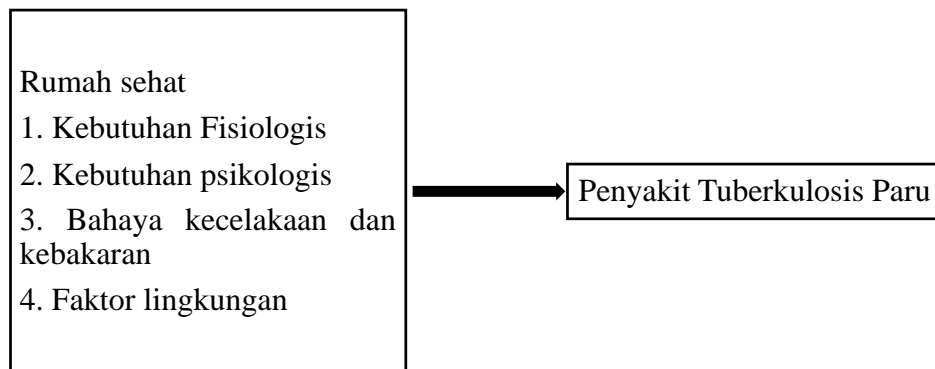 Rumah sehat
1. Kebutuhan Fisiologis
2. Kebutuhan psikologis
3. Bahaya kecelakaan dan
kebakaran
4. Faktor lingkungan
Penyakit Tuberkulosis Paru